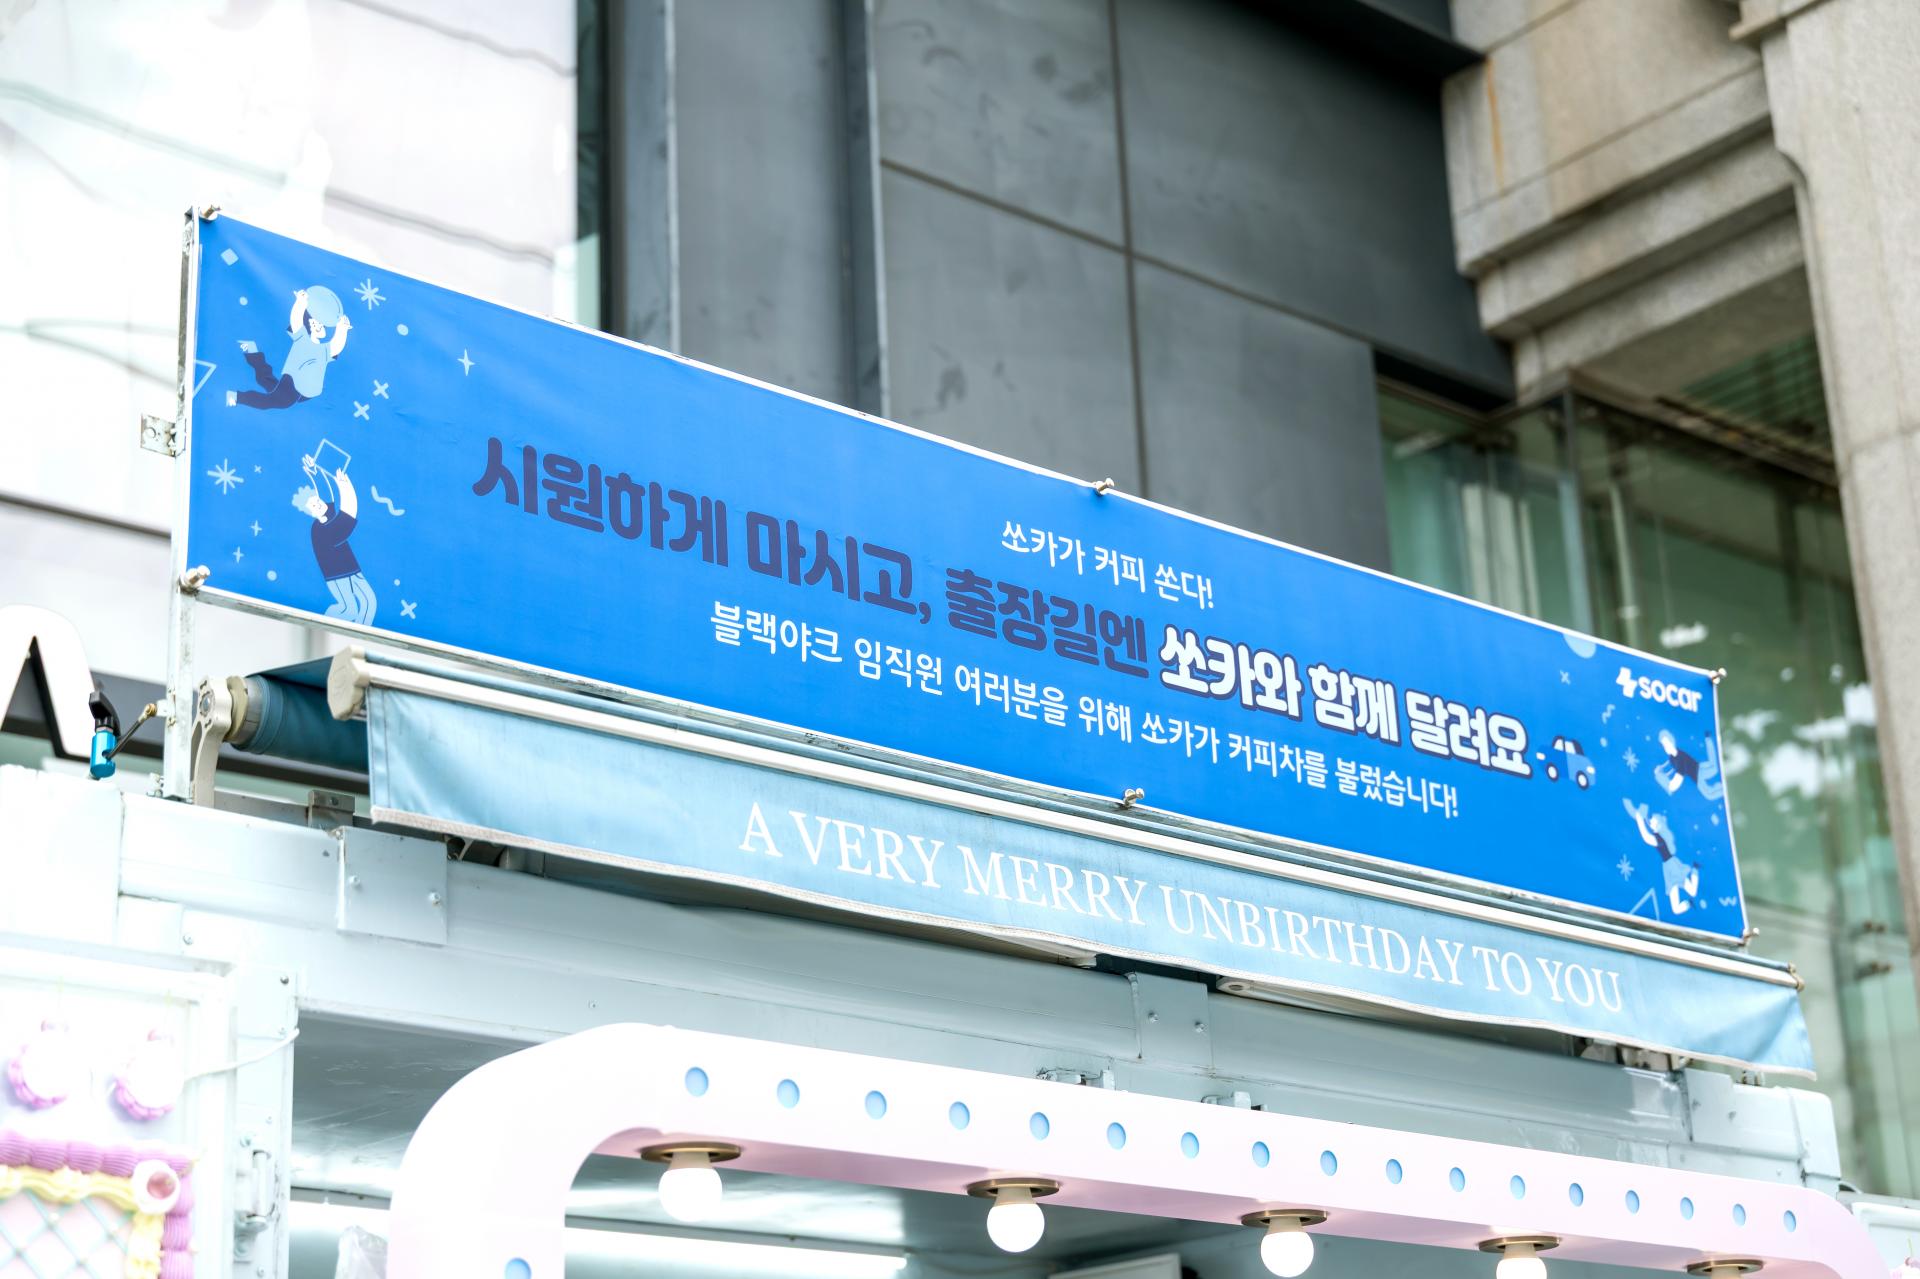 쏘카가 커피 쏜다!
시원하게 마시고, 출장길엔 쏘카와 함께 달려요
블랙야크 임직원 여러분을 위해 쏘카가 커피차를 불렀습니다!
socar
A VERY MERRY UNBIRTHDAY TO YOU